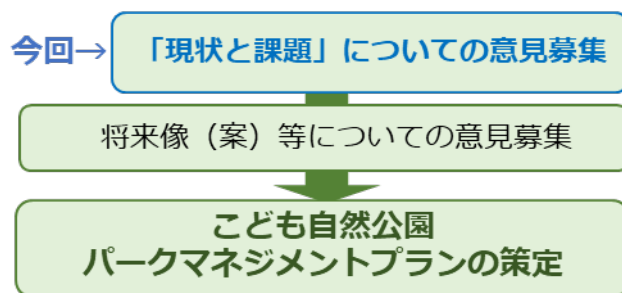 今回→ 「現状と課題」についての意見募集
将来像（案）等についての意見募集
こども自然公園
パークマネジメントプランの策定